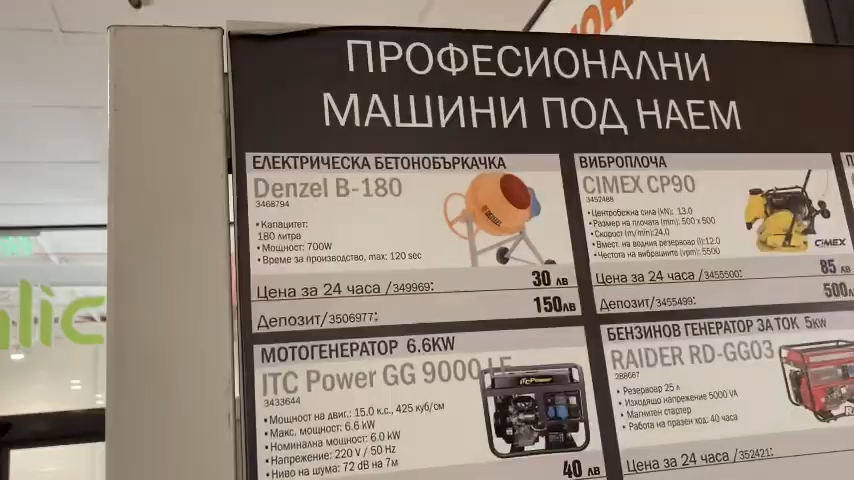 ПРОФЕСИОНАЛНИ
МАШИНИ ПОД НАЕМ
ЕЛЕКТРИЧЕСКА БЕТОНОБЪРКАЧКА
Denzel B-180
3468794
• Капацитет:
180 литра
• Мощност: 700W
• Време за производство, max: 120 sec
DENZEL
Цена за 24 часа /349969: 30 лв
Депозит/3506977: 150лв
ВИБРОПЛОЧА
CIMEX CP90
3452488
• Центробежна сила (kN): 13.0
• Размер на плочата (mm): 500 x 500
• Скорост (m/min):24.0
• Вмест. на водния резервоар (l):12.0
• Честота на вибрациите (vpm): 5500
CIMEX
Цена за 24 часа /3455500: 85 лв
Депозит/3455499: 500л
МОТОГЕНЕРАТОР 6.6KW
ITC Power GG 9000 LE
3433644
• Мощност на двиг.: 15.0 к.с., 425 куб/см
• Макс. мощност: 6.6 kW
• Номинална мощност: 6.0 kW
• Напрежение: 220 V / 50 Hz
• Ниво на шума: 72 dB на 7м
ITCPower
40 лв
БЕНЗИНОВ ГЕНЕРАТОР ЗА ТОК 5KW
RAIDER RD-GG03
288667
• Резервоар 25 л
• Изходящо напрежение 5000 VA
• Магнитен стартер
• Работа на празен ход: 40 часа
Цена за 24 часа /352421:
lic